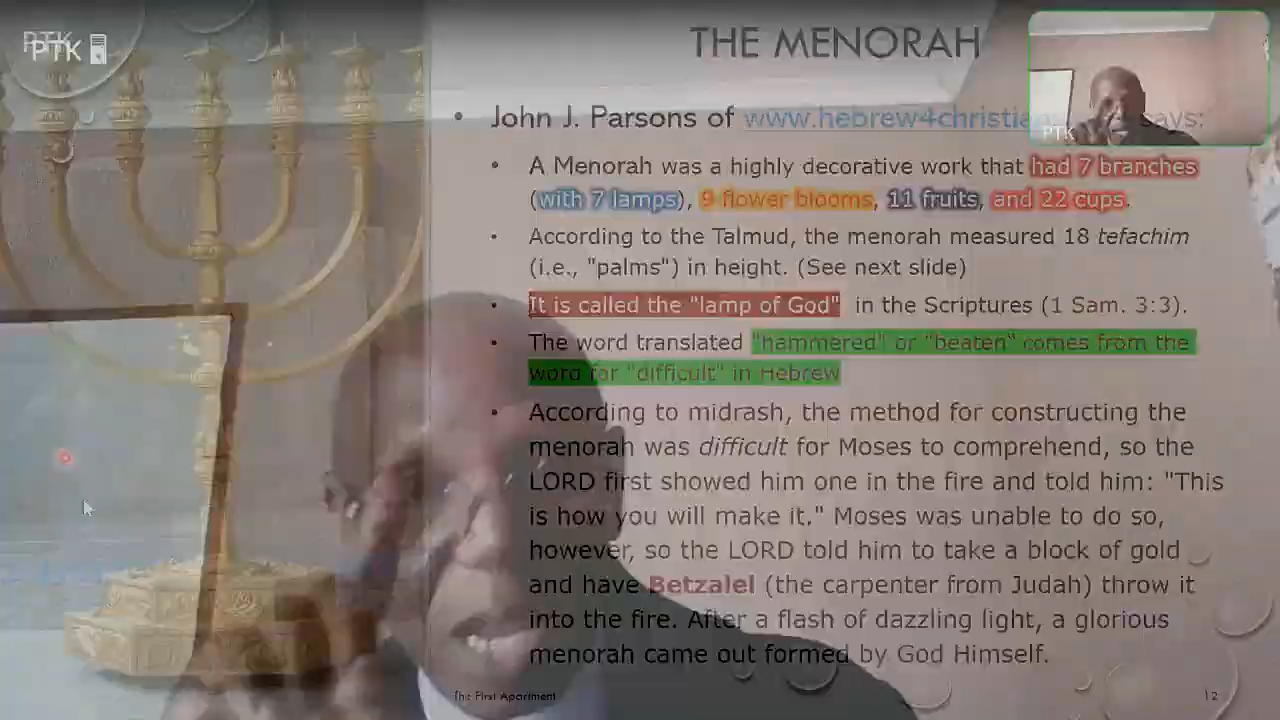 PTK
THE MENORAH
PTK
• John J. Parsons of www.hebrew4christia says:
• A Menorah was a highly decorative work that had 7 branches
(with 7 lamps), 9 flower blooms, 11 fruits, and 22 cups.
• According to the Talmud, the menorah measured 18 tefachim
(i.e., "palms") in height. (See next slide)
• It is called the "lamp of God" in the Scriptures (1 Sam. 3:3).
• The word translated "hammered" or "beaten" comes from the
word for "difficult" in Hebrew
• According to midrash, the method for constructing the
menorah was difficult for Moses to comprehend, so the
LORD first showed him one in the fire and told him: "This
is how you will make it." Moses was unable to do so,
however, so the LORD told him to take a block of gold
and have Betzalel (the carpenter from Judah) throw it
into the fire. After a flash of dazzling light, a glorious
menorah came out formed by God Himself.
The First Apartment
12